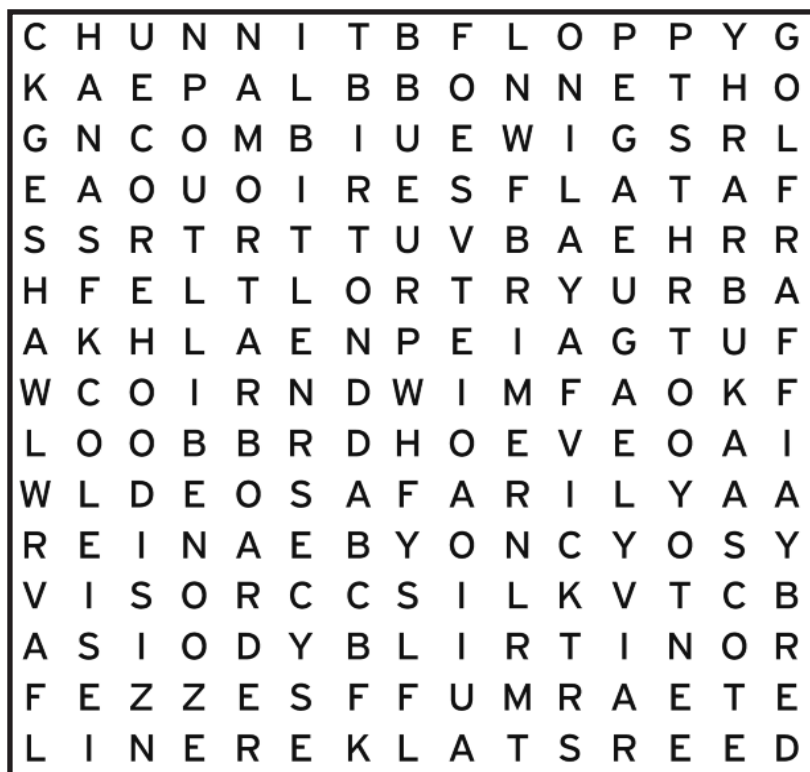 C H U N N I T B F L O P P Y G
K A E P A L B B O N N E T H O
G N C O M B I U E W I G S R L
E A O U O I R E S F L A T A F
S S R T R T T U V B A E H R R
H F E L T L O R T R Y U R B A
A K H L A E N P E I A G T U F
W C O I R N D W I M F A O K F
L O O B B R D H O E V E O A I
W L D E O S A F A R I L Y A A
R E I N A E B Y O N C Y O S Y
V I S O R C C S I L K V T C B
A S I O D Y B L I R T I N O R
F E Z Z E S F F U M R A E T E
L I N E R E K L A T S R E E D